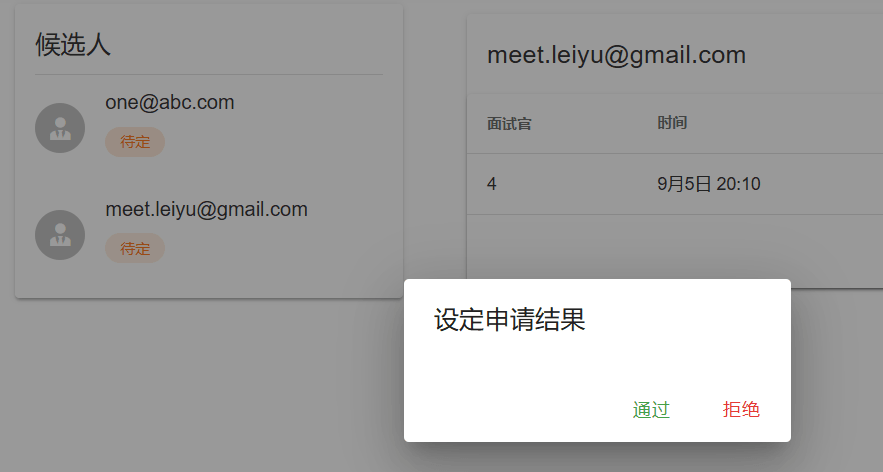 候选人
one@abc.com
待定
meet.leiyu@gmail.com
待定
meet.leiyu@gmail.com
面试官 时间
4 9月5日 20:10
设定申请结果
通过 拒绝